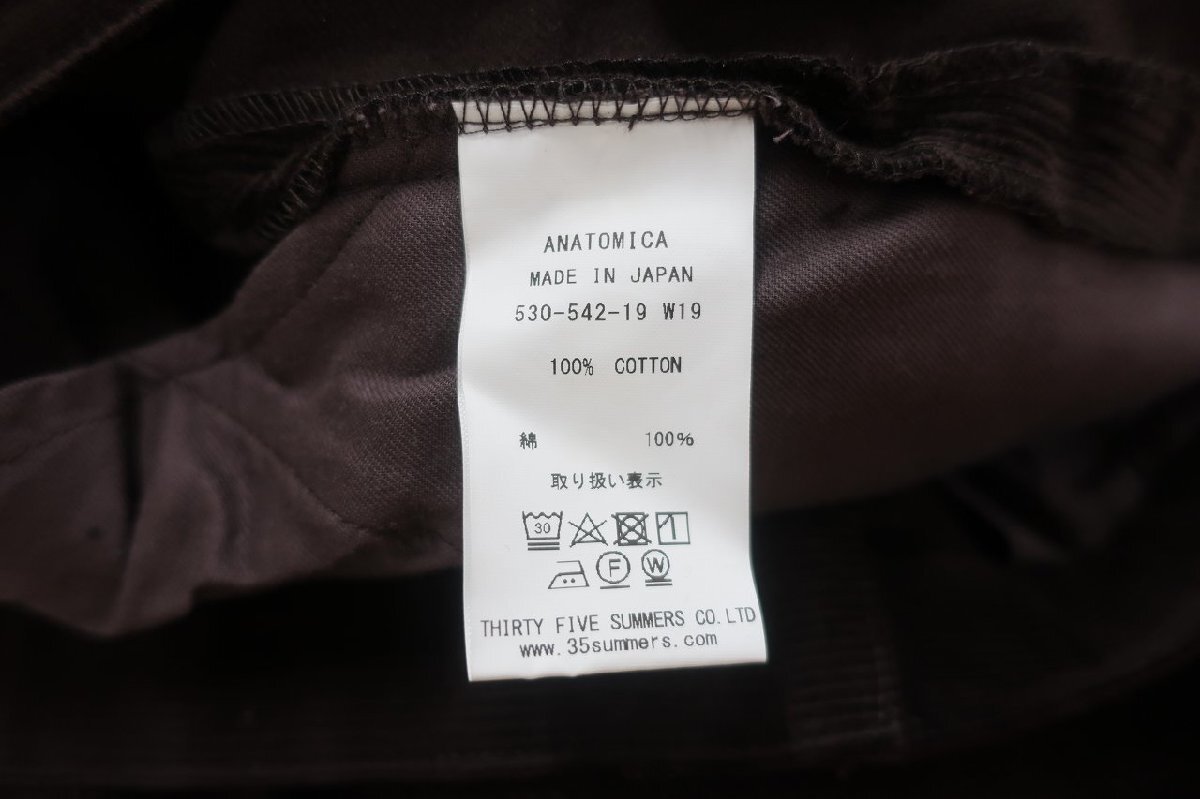 ANATOMICA
MADE IN JAPAN
530-542-19 W19
100% COTTON
綿 100%
取り扱い表示
30
F W
THIRTY FIVE SUMMERS CO.LTD
www.35summers.com